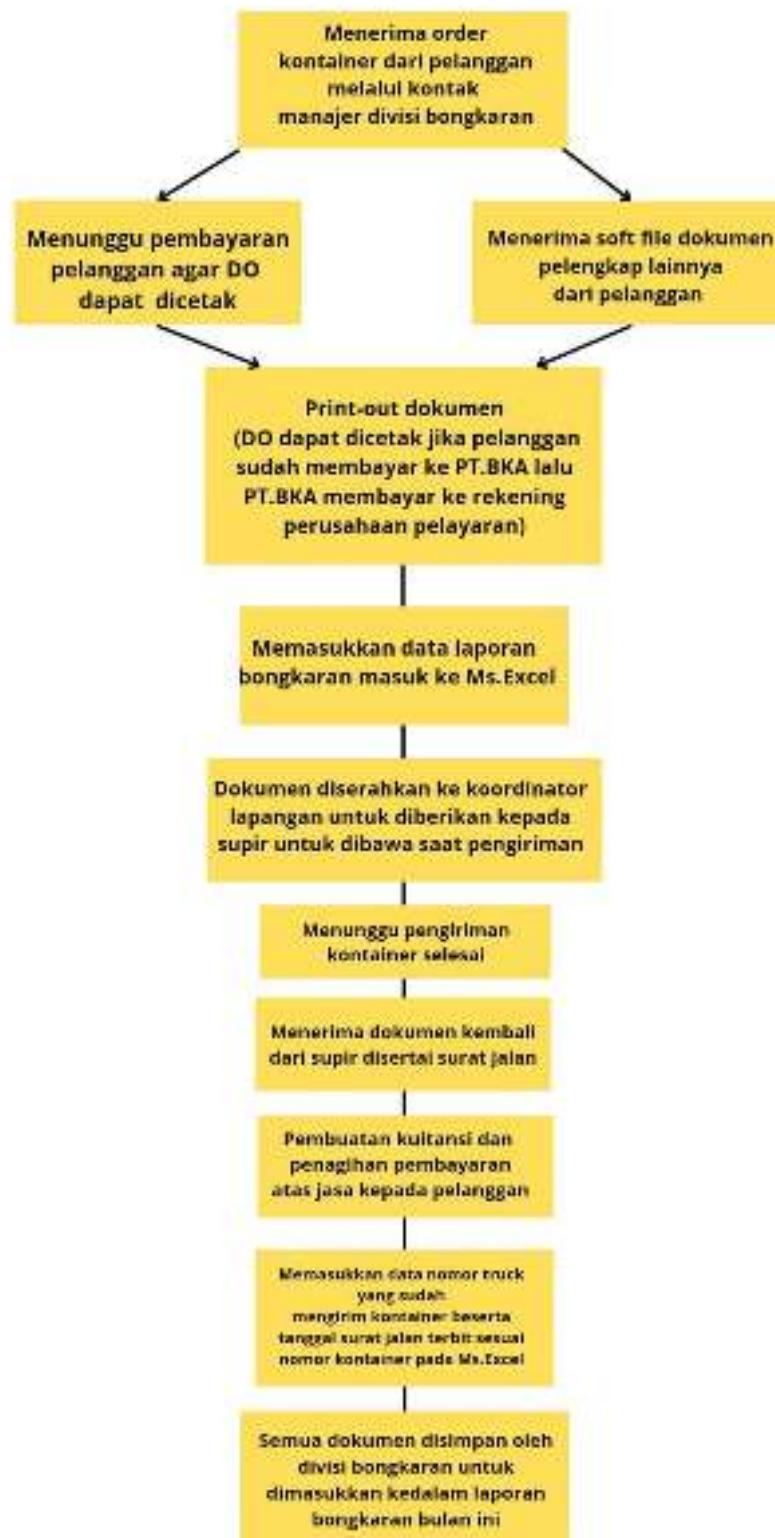 Menerima order
kontainer dari pelanggan
melalui kontak
manajer divisi bongkaran
Menunggu pembayaran
pelanggan agar DO
dapat dicetak
Menerima soft file dokumen
pelengkap lainnya
dari pelanggan
Print-out dokumen
(DO dapat dicetak jika pelanggan
sudah membayar ke PT.BKA lalu
PT.BKA membayar ke rekening
perusahaan pelayaran)
Memasukkan data laporan
bongkaran masuk ke Ms.Excel
Dokumen diserahkan ke koordinator
lapangan untuk diberikan kepada
supir untuk dibawa saat pengiriman
Menunggu pengiriman
kontainer selesai
Menerima dokumen kembali
dari supir disertai surat jalan
Pembuatan kuitansi dan
penagihan pembayaran
atas jasa kepada pelanggan
Memasukkan data nomor truck
yang sudah
mengirim kontainer beserta
tanggal surat jalan terbit sesuai
nomor kontainer pada Ms.Excel
Semua dokumen disimpan oleh
divisi bongkaran untuk
dimasukkan kedalam laporan
bongkaran bulan ini